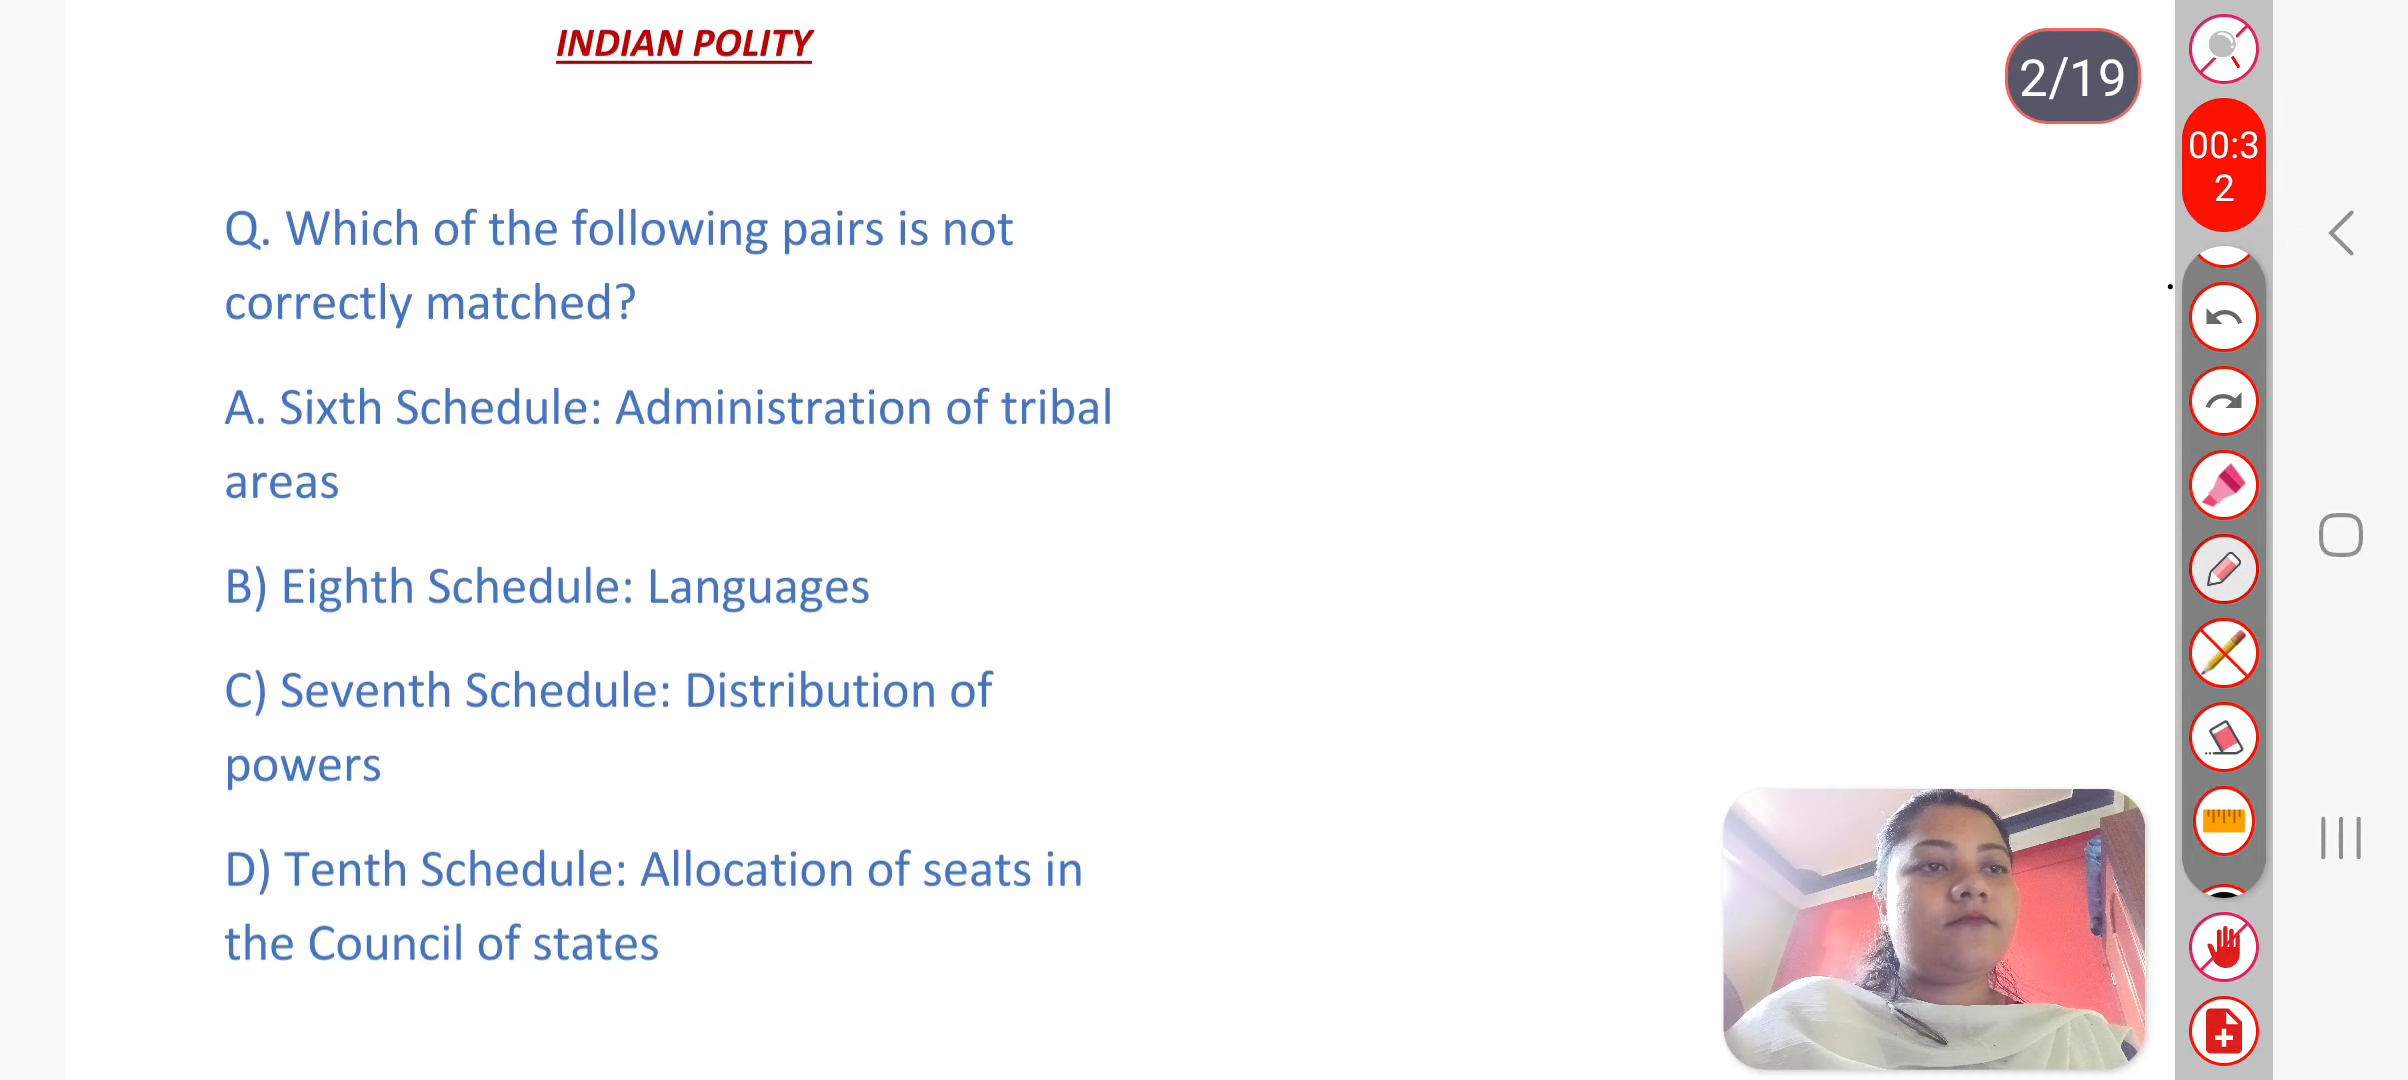 INDIAN POLITY
2/19
00:3
2
Q. Which of the following pairs is not
correctly matched?
A. Sixth Schedule: Administration of tribal
areas
B) Eighth Schedule: Languages
C) Seventh Schedule: Distribution of
powers
D) Tenth Schedule: Allocation of seats in
the Council of states